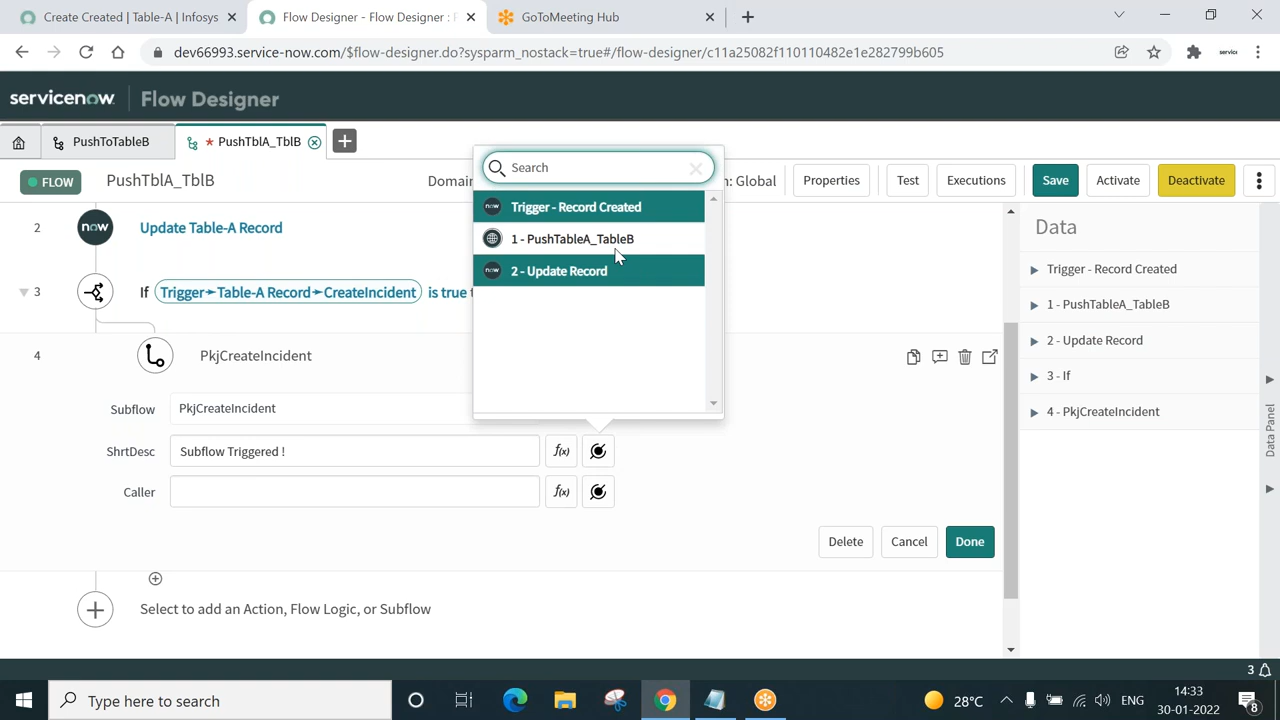 Create Created | Table-A | Infosys
Flow Designer - Flow Designer : F
GoToMeeting Hub
dev66993.service-now.com/$flow-designer.do?sysparm_nostack=true#/flow-designer/c11a25082f110110482e1e282799b605
servicenow
Flow Designer
PushToTableB
* PushTblA_TblB
FLOW
PushTblA_TblB
Domain
n: Global
Properties
Test
Executions
Save
Activate
Deactivate
Search
Trigger - Record Created
1 - PushTableA_TableB
2 - Update Record
2
now
Update Table-A Record
3
If Trigger➛Table-A Record➛CreateIncident is true t
4
PkjCreateIncident
Subflow
PkjCreateIncident
ShrtDesc
Subflow Triggered !
f(x)
Caller
f(x)
Delete
Cancel
Done
Select to add an Action, Flow Logic, or Subflow
Data
Trigger - Record Created
1 - PushTableA_TableB
2 - Update Record
3 - If
4 - PkjCreateIncident
Data Panel
3
Type here to search
28°C
ENG
14:33
30-01-2022
8